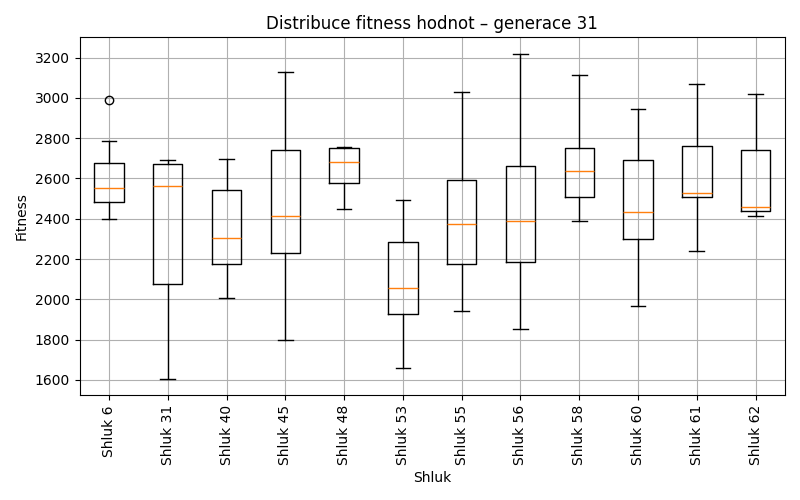 Distribuce fitness hodnot – generace 31
Fitness
3200
3000
2800
2600
2400
2200
2000
1800
1600
Shluk 6
Shluk 31
Shluk 40
Shluk 45
Shluk 48
Shluk 53
Shluk 55
Shluk 56
Shluk 58
Shluk 60
Shluk 61
Shluk 62
Shluk